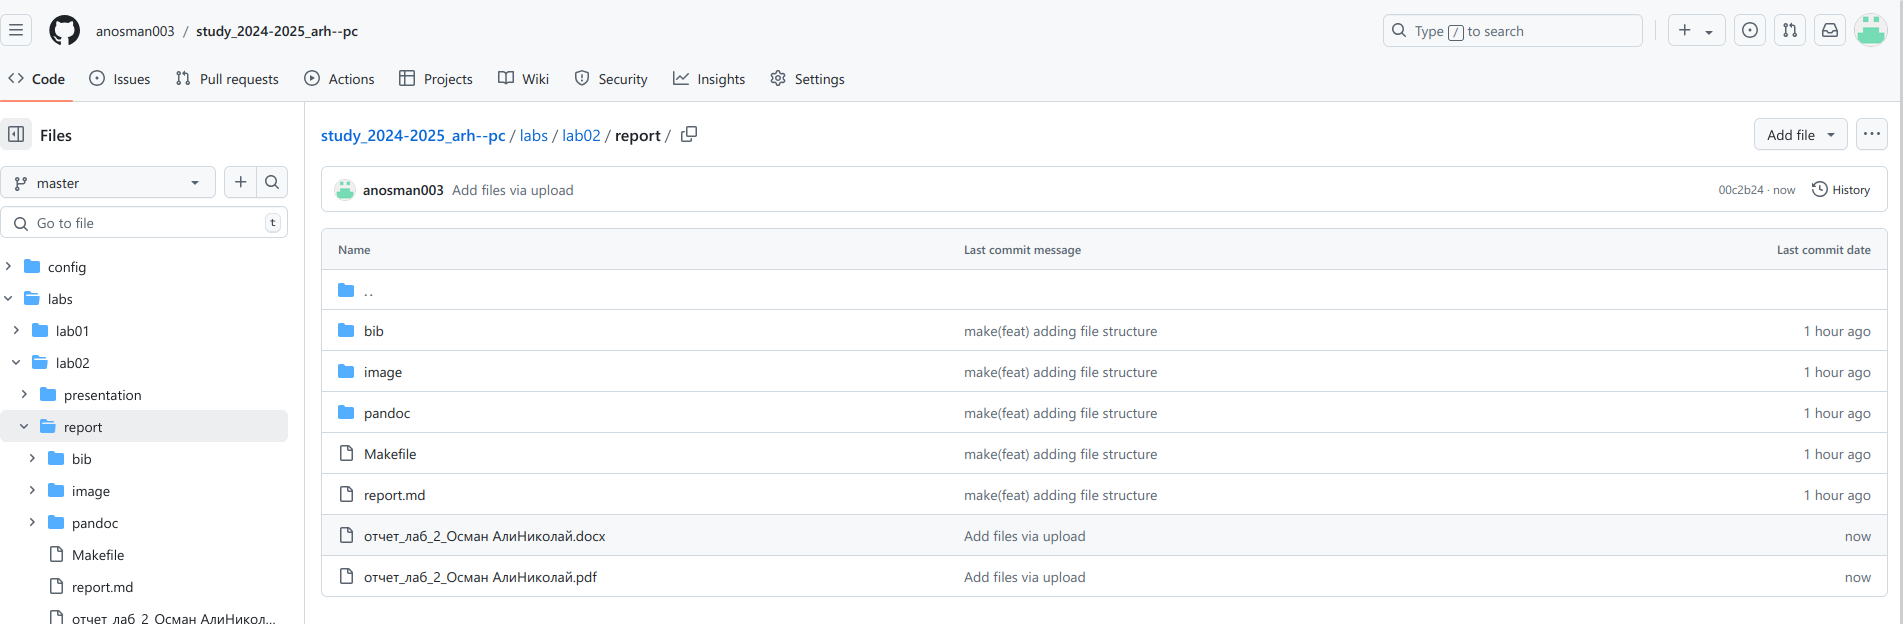 anosman003 / study_2024-2025_arh--pc
Type / to search
Code Issues Pull requests Actions Projects Wiki Security Insights Settings
Files
master
Go to file t
config
labs
lab01
lab02
presentation
report
bib
image
pandoc
Makefile
report.md
отчет_лаб_2_Осман АлиНикол...
study_2024-2025_arh--pc / labs / lab02 / report /
Add file
anosman003 Add files via upload 00c2b24 · now History
Name Last commit message Last commit date
..
bib make(feat) adding file structure 1 hour ago
image make(feat) adding file structure 1 hour ago
pandoc make(feat) adding file structure 1 hour ago
Makefile make(feat) adding file structure 1 hour ago
report.md make(feat) adding file structure 1 hour ago
отчет_лаб_2_Осман АлиНиколай.docx Add files via upload now
отчет_лаб_2_Осман АлиНиколай.pdf Add files via upload now